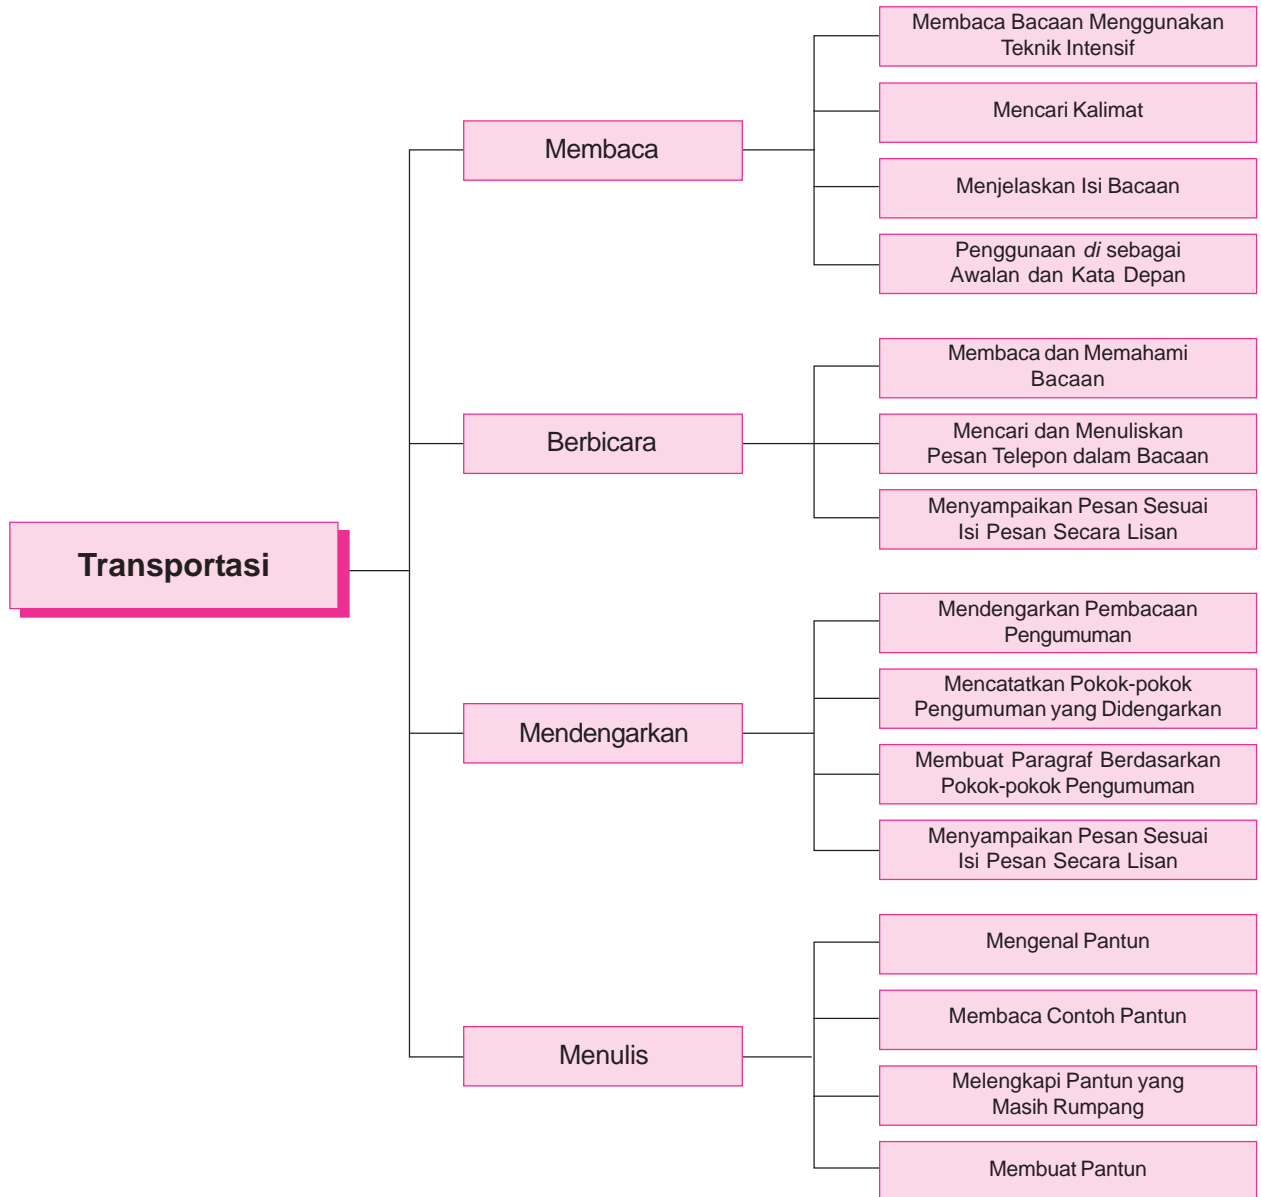 Transportasi
Membaca
Membaca Bacaan Menggunakan
Teknik Intensif
Mencari Kalimat
Menjelaskan Isi Bacaan
Penggunaan di sebagai
Awalan dan Kata Depan
Berbicara
Membaca dan Memahami
Bacaan
Mencari dan Menuliskan
Pesan Telepon dalam Bacaan
Menyampaikan Pesan Sesuai
Isi Pesan Secara Lisan
Mendengarkan
Mendengarkan Pembacaan
Pengumuman
Mencatatkan Pokok-pokok
Pengumuman yang Didengarkan
Membuat Paragraf Berdasarkan
Pokok-pokok Pengumuman
Menyampaikan Pesan Sesuai
Isi Pesan Secara Lisan
Menulis
Mengenal Pantun
Membaca Contoh Pantun
Melengkapi Pantun yang
Masih Rumpang
Membuat Pantun